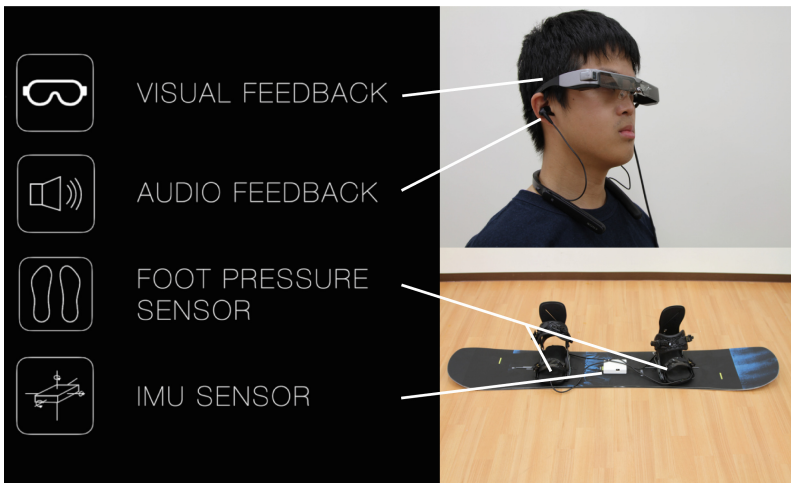 VISUAL FEEDBACK
AUDIO FEEDBACK
FOOT PRESSURE
SENSOR
IMU SENSOR